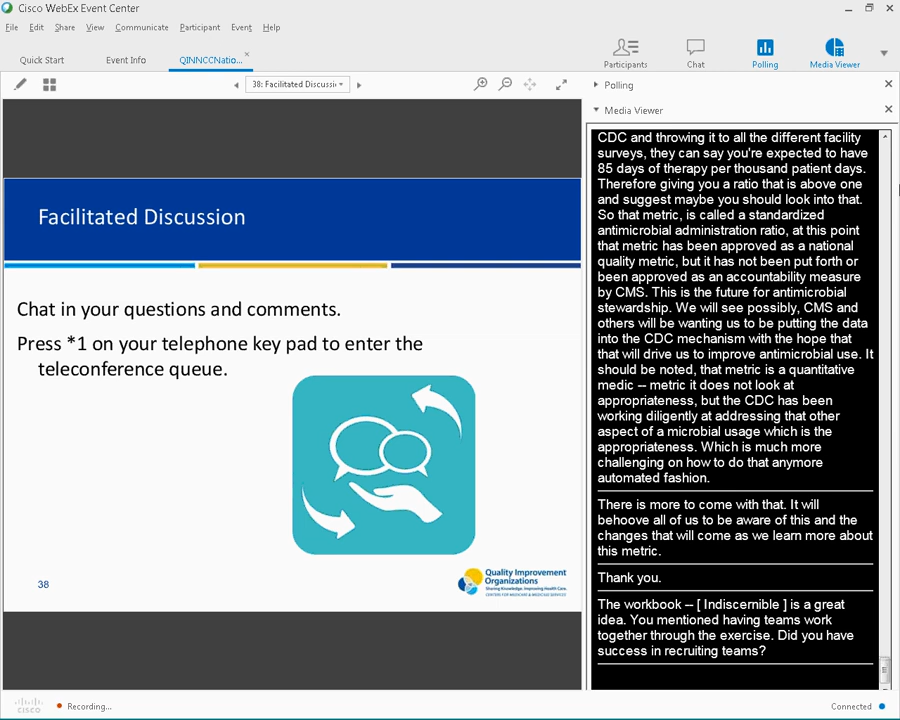 Cisco WebEx Event Center
File Edit Share View Communicate Participant Event Help
Quick Start Event Info QINNCCNatio... Participants Chat Polling Media Viewer
38: Facilitated Discussi
Polling
Media Viewer
Facilitated Discussion
Chat in your questions and comments.
Press *1 on your telephone key pad to enter the
teleconference queue.
38
Quality Improvement
Organizations
Sharing Knowledge. Improving Health Care.
CENTERS FOR MEDICARE & MEDICAID SERVICES
CDC and throwing it to all the different facility
surveys, they can say you're expected to have
85 days of therapy per thousand patient days.
Therefore giving you a ratio that is above one
and suggest maybe you should look into that.
So that metric, is called a standardized
antimicrobial administration ratio, at this point
that metric has been approved as a national
quality metric, but it has not been put forth or
been approved as an accountability measure
by CMS. This is the future for antimicrobial
stewardship. We will see possibly, CMS and
others will be wanting us to be putting the data
into the CDC mechanism with the hope that
that will drive us to improve antimicrobial use. It
should be noted, that metric is a quantitative
medic -- metric it does not look at
appropriateness, but the CDC has been
working diligently at addressing that other
aspect of a microbial usage which is the
appropriateness. Which is much more
challenging on how to do that anymore
automated fashion.
There is more to come with that. It will
behoove all of us to be aware of this and the
changes that will come as we learn more about
this metric.
Thank you.
The workbook -- [ Indiscernible ] is a great
idea. You mentioned having teams work
together through the exercise. Did you have
success in recruiting teams?
cisco
Recording...
Connected